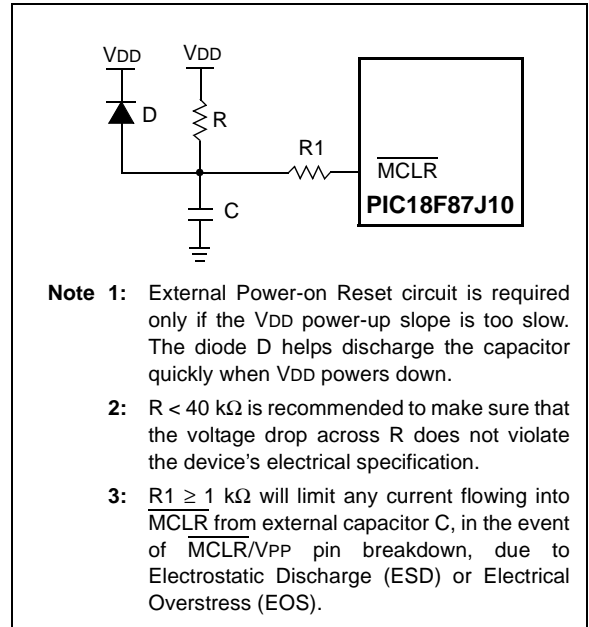 VDD VDD
D
R
R1
C
MCLR
PIC18F87J10
Note 1: External Power-on Reset circuit is required
only if the VDD power-up slope is too slow.
The diode D helps discharge the capacitor
quickly when VDD powers down.
2: R < 40 kΩ is recommended to make sure that
the voltage drop across R does not violate
the device's electrical specification.
3: R1 ≥ 1 kΩ will limit any current flowing into
MCLR from external capacitor C, in the event
of MCLR/VPP pin breakdown, due to
Electrostatic Discharge (ESD) or Electrical
Overstress (EOS).